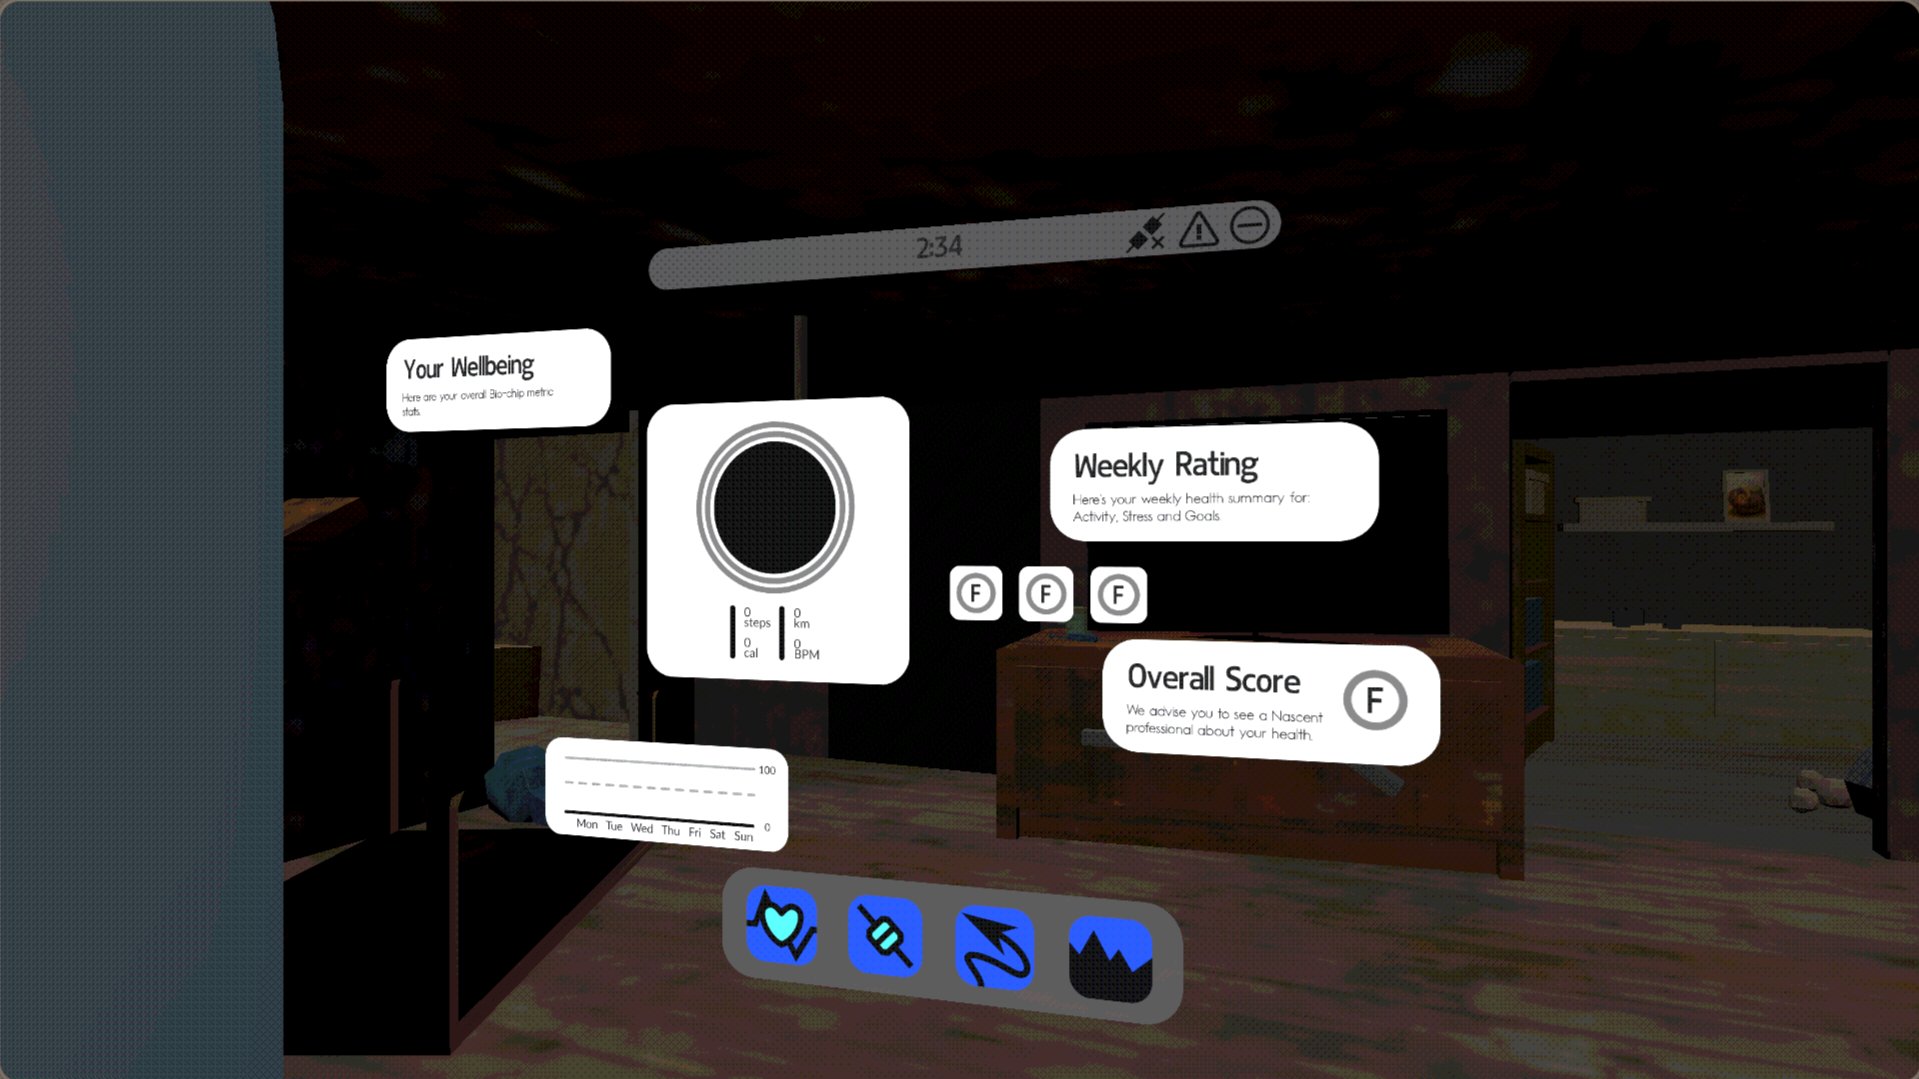 2:34
Your Wellbeing
Here are your overall Bio-chip metric
stats.
0
steps
0
km
0
cal
0
BPM
Weekly Rating
Here's your weekly health summary for:
Activity, Stress and Goals.
F
F
F
Overall Score
We advise you to see a Nascent
professional about your health.
F
100
0
Mon Tue Wed Thu Fri Sat Sun